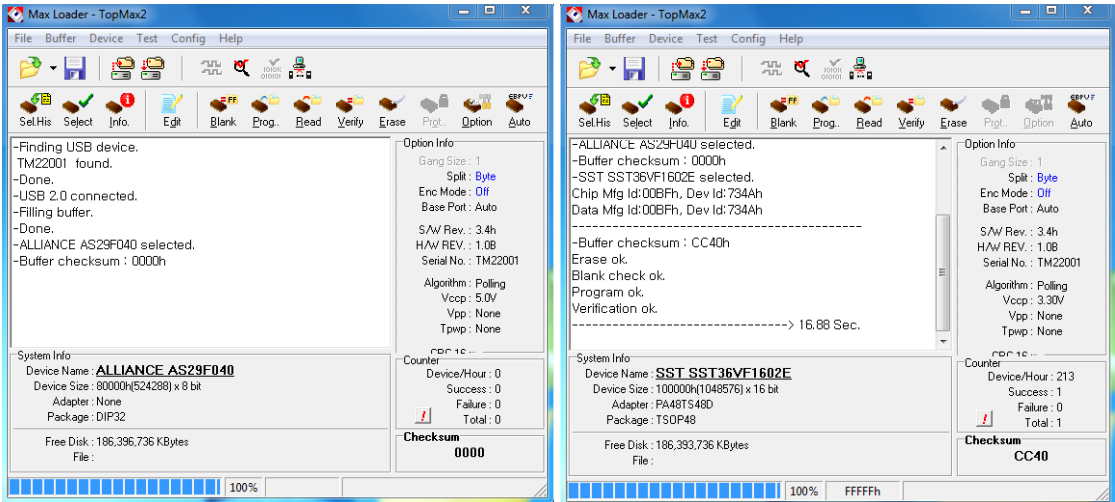 Max Loader - TopMax2
File Buffer Device Test Config Help
Sel.His Select Info. Edit Blank Prog.. Read Verify Erase Prot.. Option Auto
-Finding USB device.
TM22001 found.
-Done.
-USB 2.0 connected.
-Filling buffer.
-Done.
-ALLIANCE AS29F040 selected.
-Buffer checksum : 0000h
Option Info
Gang Size : 1
Split : Byte
Enc Mode : Off
Base Port : Auto
S/W Rev. : 3.4h
H/W REV. : 1.0B
Serial No. : TM22001
Algorithm : Polling
Vccp : 5.0V
Vpp : None
Tpwp : None
System Info
Device Name : ALLIANCE AS29F040
Device Size : 80000h(524288) x 8 bit
Adapter : None
Package : DIP32
Free Disk : 186,396,736 KBytes
File :
Counter
Device/Hour : 0
Success : 0
Failure : 0
Total : 0
Checksum
0000
100%
Max Loader - TopMax2
File Buffer Device Test Config Help
Sel.His Select Info. Edit Blank Prog.. Read Verify Erase Prot.. Option Auto
-ALLIANCE AS29F040 selected.
-Buffer checksum : 0000h
-SST SST36VF1602E selected.
Chip Mfg Id:00BFh, Dev Id:734Ah
Data Mfg Id:00BFh, Dev Id:734Ah
-Buffer checksum : CC40h
Erase ok.
Blank check ok.
Program ok.
Verification ok.
--------------------------------> 16.88 Sec.
Option Info
Gang Size : 1
Split : Byte
Enc Mode : Off
Base Port : Auto
S/W Rev. : 3.4h
H/W REV. : 1.0B
Serial No. : TM22001
Algorithm : Polling
Vccp : 3.30V
Vpp : None
Tpwp : None
System Info
Device Name : SST SST36VF1602E
Device Size : 100000h(1048576) x 16 bit
Adapter : PA48TS48D
Package : TSOP48
Free Disk : 186,393,736 KBytes
File :
Counter
Device/Hour : 213
Success : 1
Failure : 0
Total : 1
Checksum
CC40
100% FFFFFh